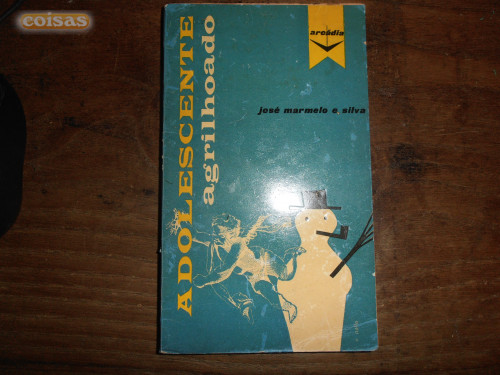 coisas
arcádia
josé marmelo e silva
ADOLESCENTE
agrilhoado